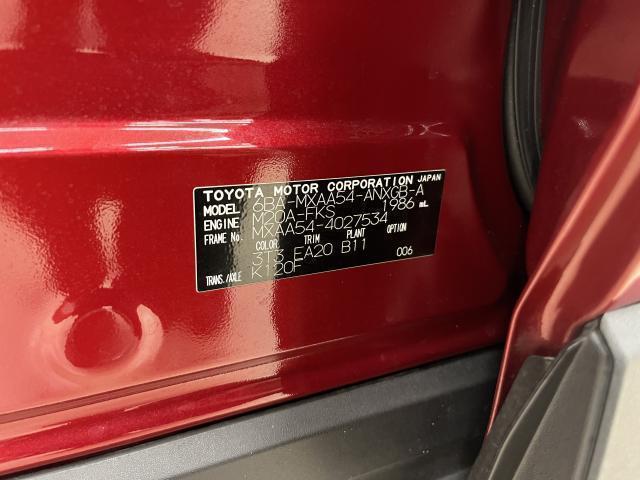 TOYOTA MOTOR CORPORATION JAPAN
MODEL 6BA-MXAA54-ANXGB-A
ENGINE M20A-FKS 1986 mL
FRAME No. MXAA54-4027534
COLOR TRIM PLANT OPTION
3T3 EA20 B11 006
TRANS./AXLE K120F